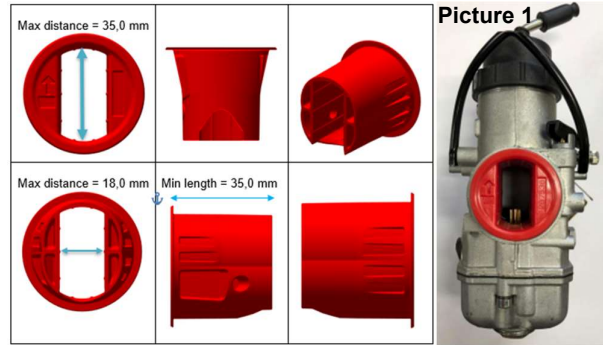 Max distance = 35,0 mm
Picture 1
Max distance = 18,0 mm
Min length = 35,0 mm